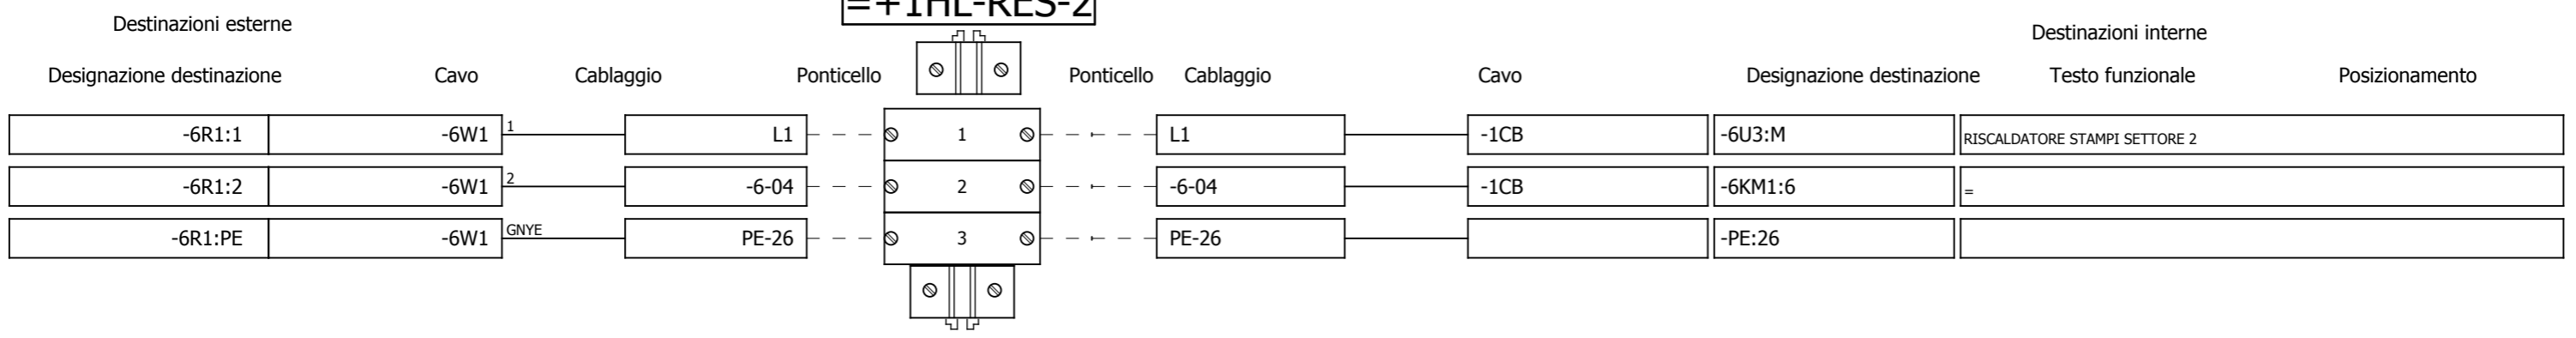 =+1HL-RES-2
Destinazioni esterne
Destinazioni interne
Designazione destinazione Cavo Cablaggio Ponticello Ponticello Cablaggio Cavo Designazione destinazione Testo funzionale Posizionamento
-6R1:1 -6W1 1 L1 1 L1 -1CB -6U3:M RISCALDATORE STAMPI SETTORE 2
-6R1:2 -6W1 2 -6-04 2 -6-04 -1CB -6KM1:6 =
-6R1:PE -6W1 GNYE PE-26 3 PE-26 -PE:26